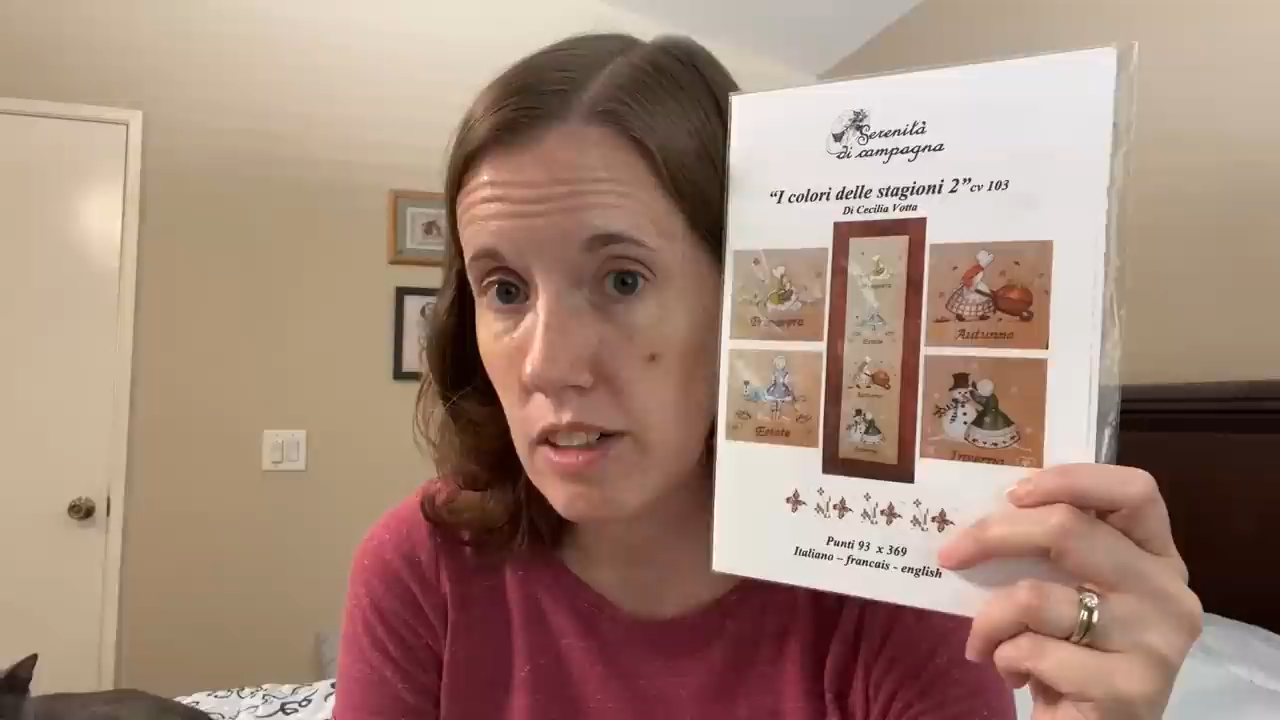 Serenità
di campagna
"I colori delle stagioni 2" cv 103
Di Cecilia Votta
Primavera
Autunno
Estate
Inverno
Punti 93 x 369
Italiano – francais - english